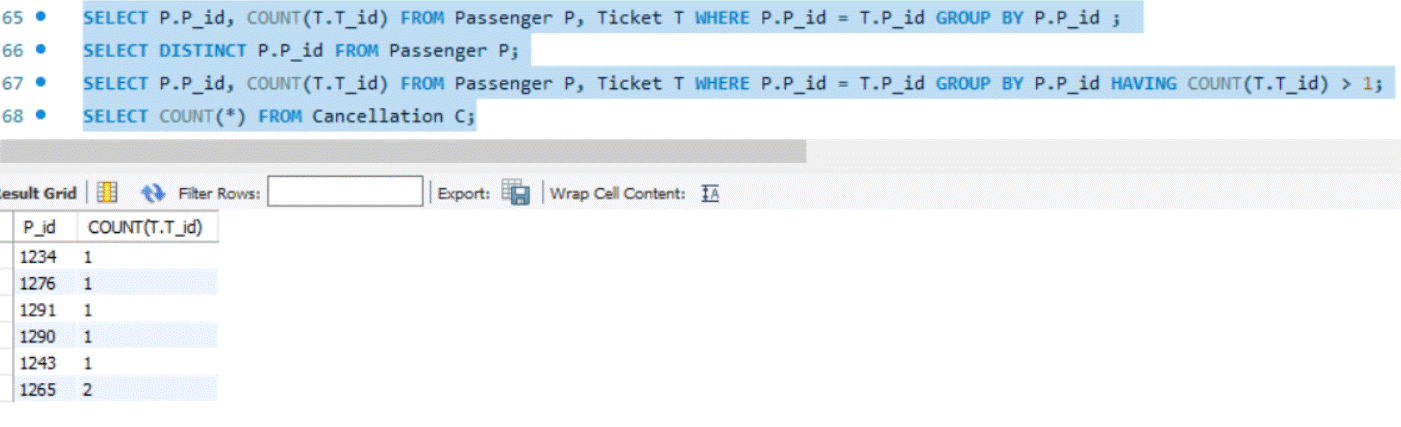 65 SELECT P.P_id, COUNT(T.T_id) FROM Passenger P, Ticket T WHERE P.P_id = T.P_id GROUP BY P.P_id ;
66 SELECT DISTINCT P.P_id FROM Passenger P;
67 SELECT P.P_id, COUNT(T.T_id) FROM Passenger P, Ticket T WHERE P.P_id = T.P_id GROUP BY P.P_id HAVING COUNT(T.T_id) > 1;
68 SELECT COUNT(*) FROM Cancellation C;
esult Grid Filter Rows: Export: Wrap Cell Content: IA
P_id COUNT(T.T_id)
1234 1
1276 1
1291 1
1290 1
1243 1
1265 2